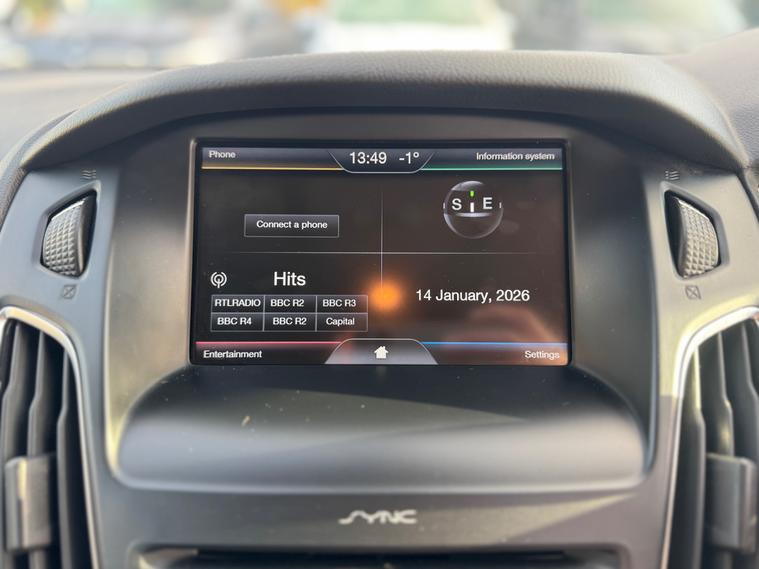 Phone
13:49 -1°
Information system
S E
Connect a phone
Hits
RTLRADIO BBC R2 BBC R3
BBC R4 BBC R2 Capital
14 January, 2026
Entertainment
Settings
SYNC